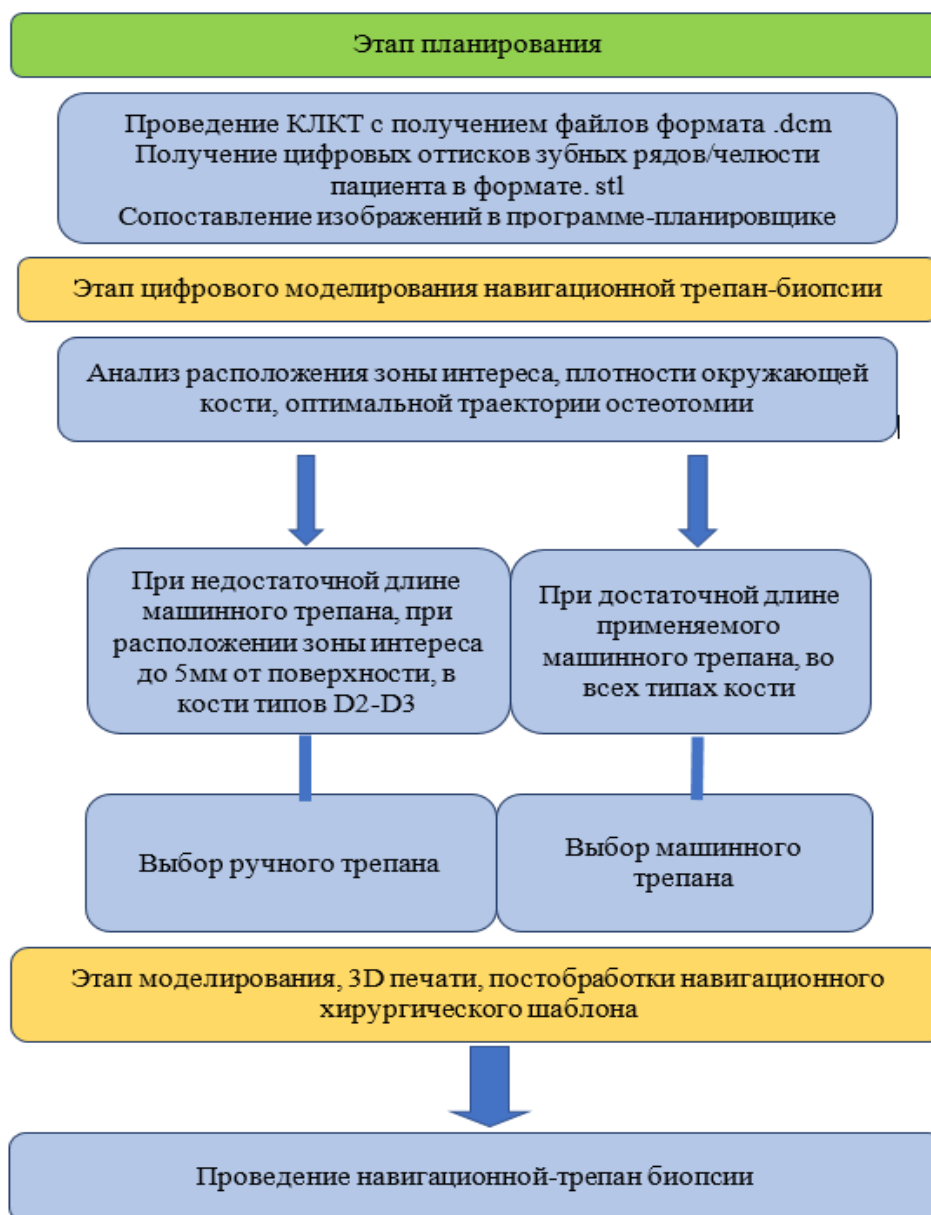 Этап планирования
Проведение КЛКТ с получением файлов формата .dcm
Получение цифровых оттисков зубных рядов/челюсти
пациента в формате. stl
Сопоставление изображений в программе-планировщике
Этап цифрового моделирования навигационной трепан-биопсии
Анализ расположения зоны интереса, плотности окружающей
кости, оптимальной траектории остеотомии
При недостаточной длине
машинного трепана, при
расположении зоны интереса
до 5мм от поверхности, в
кости типов D2-D3
При достаточной длине
применяемого
машинного трепана, во
всех типах кости
Выбор ручного трепана
Выбор машинного
трепана
Этап моделирования, 3D печати, постобработки навигационного
хирургического шаблона
Проведение навигационной-трепан биопсии